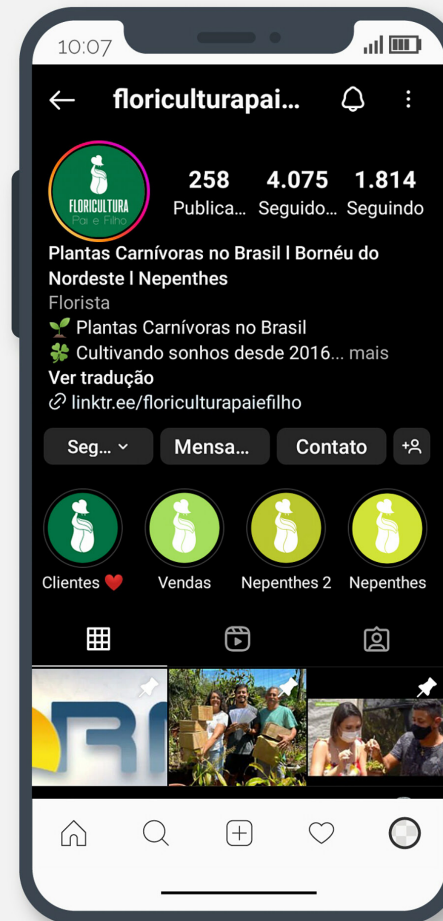 10:07
floriculturapai...
FLORICULTURA
Pai e Filho
258 4.075 1.814
Publica... Seguido... Seguindo
Plantas Carnívoras no Brasil l Bornéu do
Nordeste l Nepenthes
Florista
🌱 Plantas Carnívoras no Brasil
🍀 Cultivando sonhos desde 2016... mais
Ver tradução
linktr.ee/floriculturapaiefilho
Seg... Mensa... Contato
Clientes ❤️ Vendas Nepenthes 2 Nepenthes